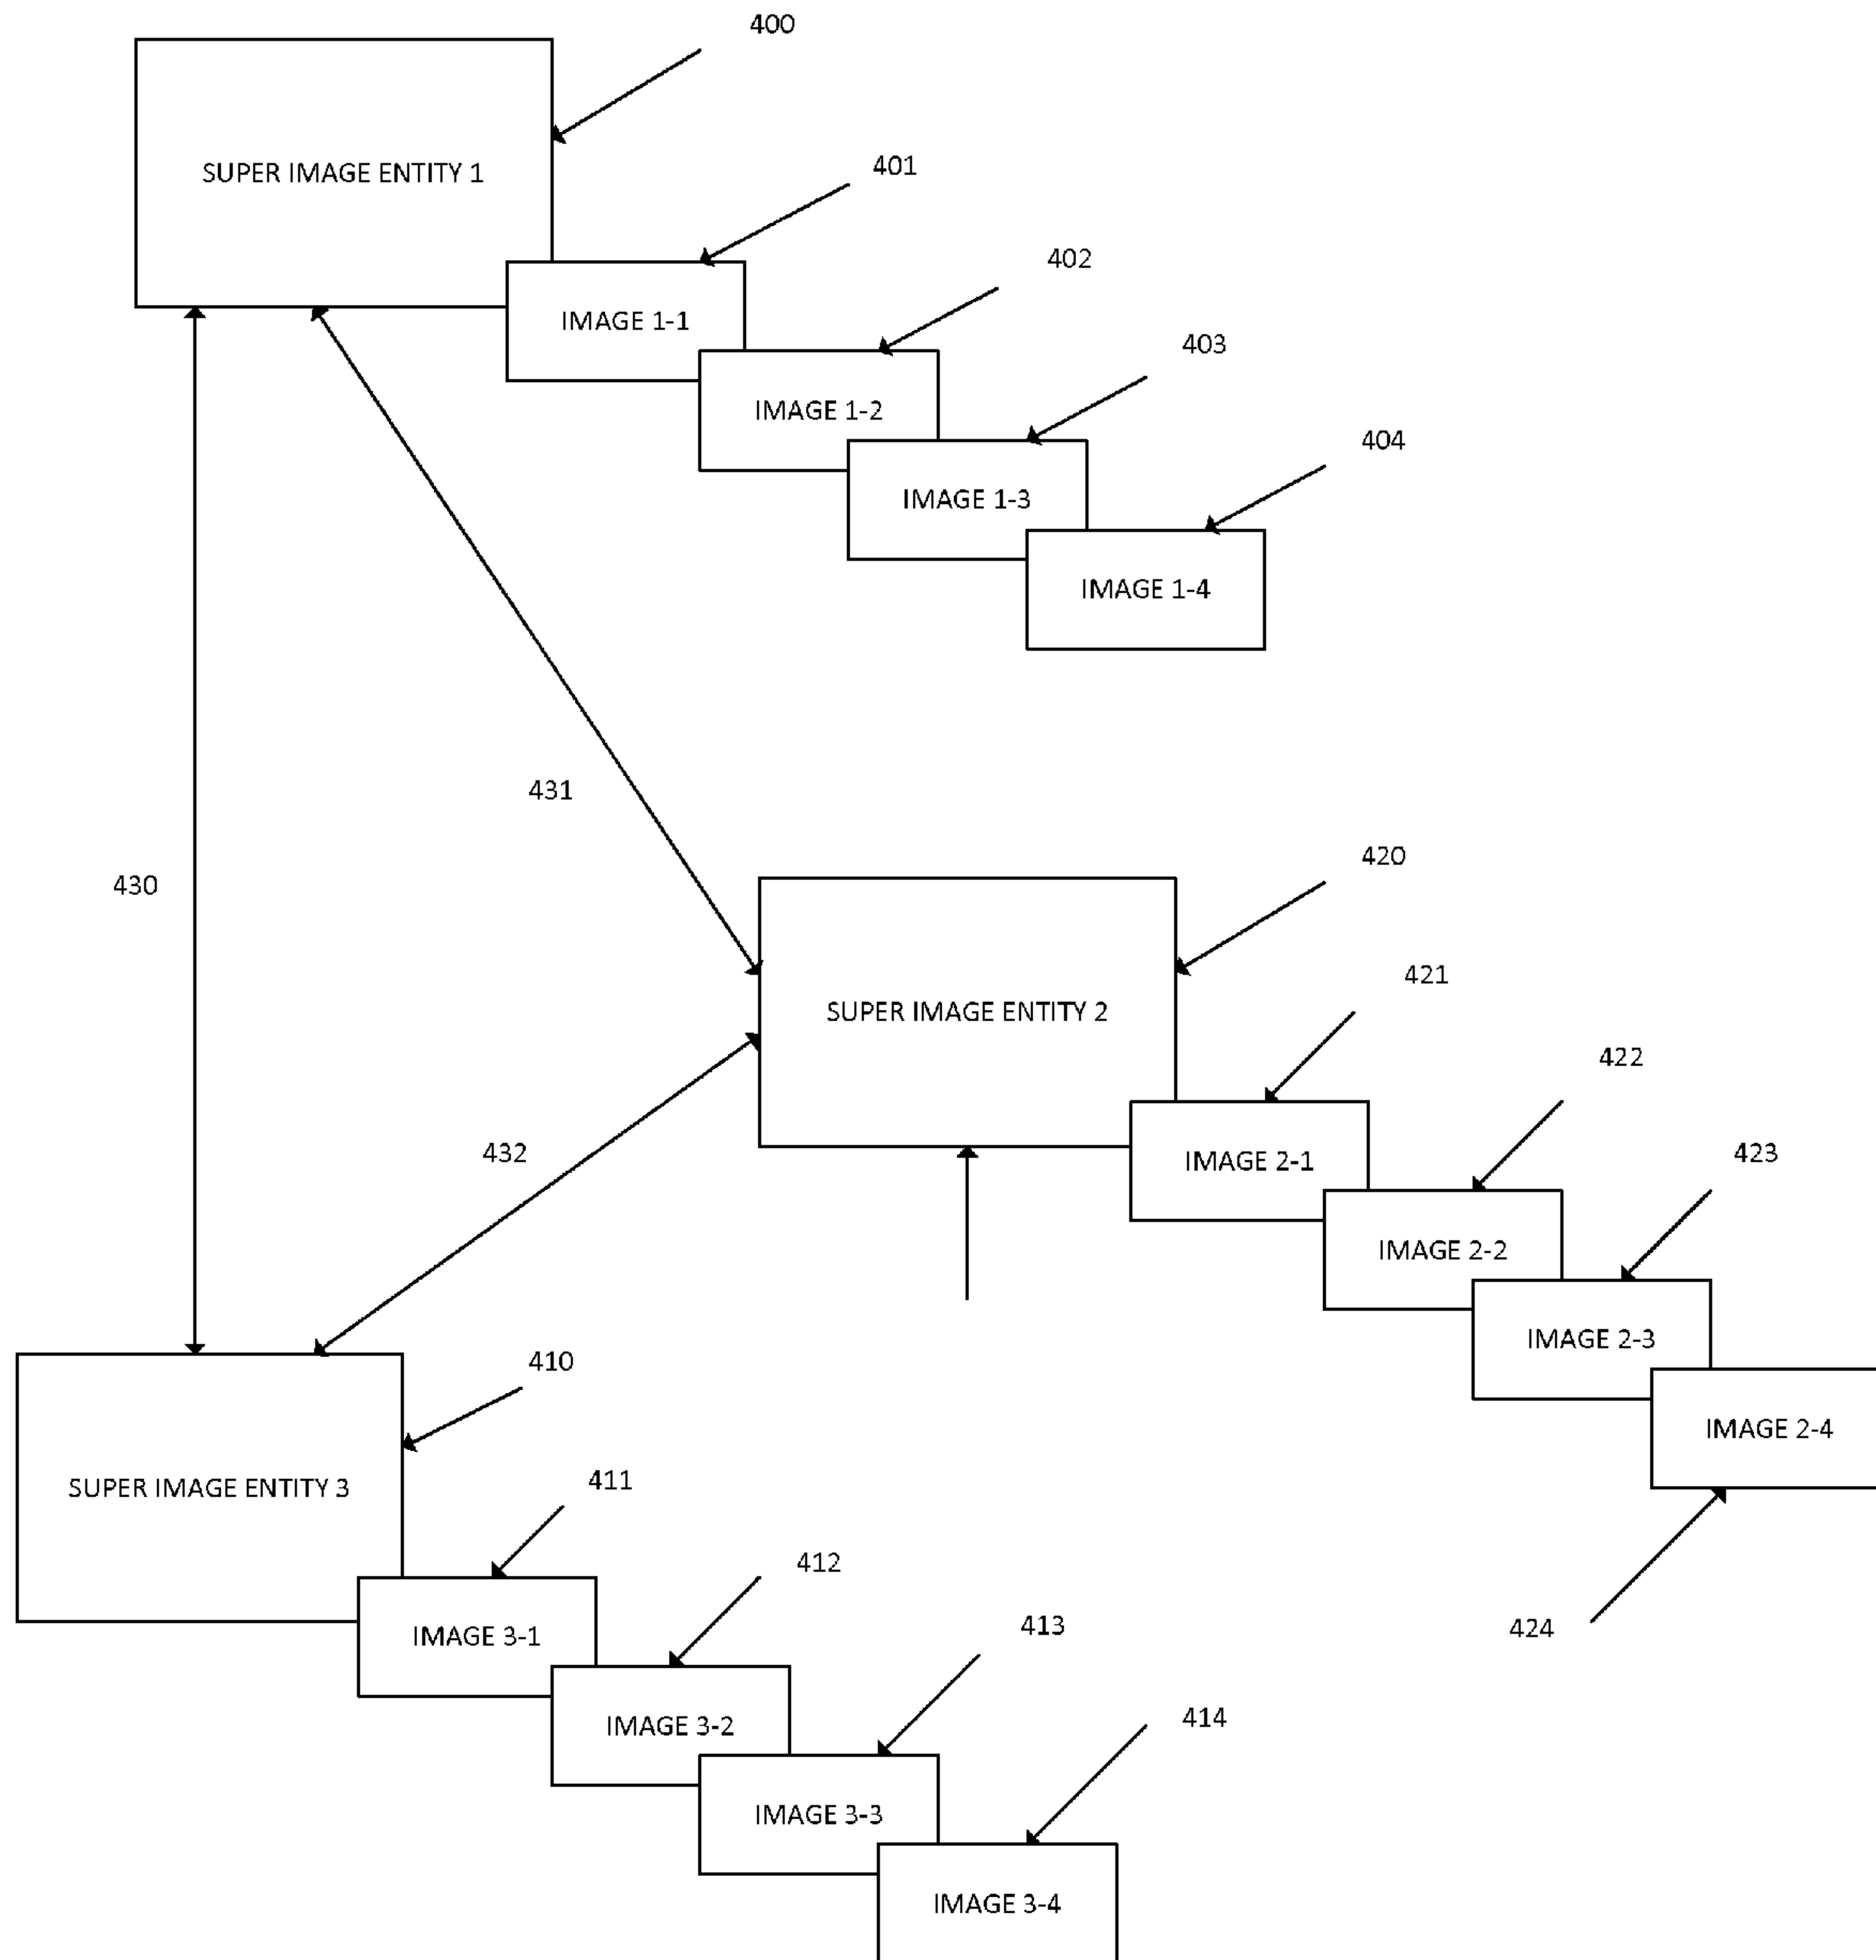 400
SUPER IMAGE ENTITY 1
401
402
IMAGE 1-1
403
IMAGE 1-2
404
IMAGE 1-3
IMAGE 1-4
431
430
420
421
SUPER IMAGE ENTITY 2
422
432
423
IMAGE 2-1
IMAGE 2-2
IMAGE 2-3
410
IMAGE 2-4
411
SUPER IMAGE ENTITY 3
412
413
424
IMAGE 3-1
414
IMAGE 3-2
IMAGE 3-3
IMAGE 3-4